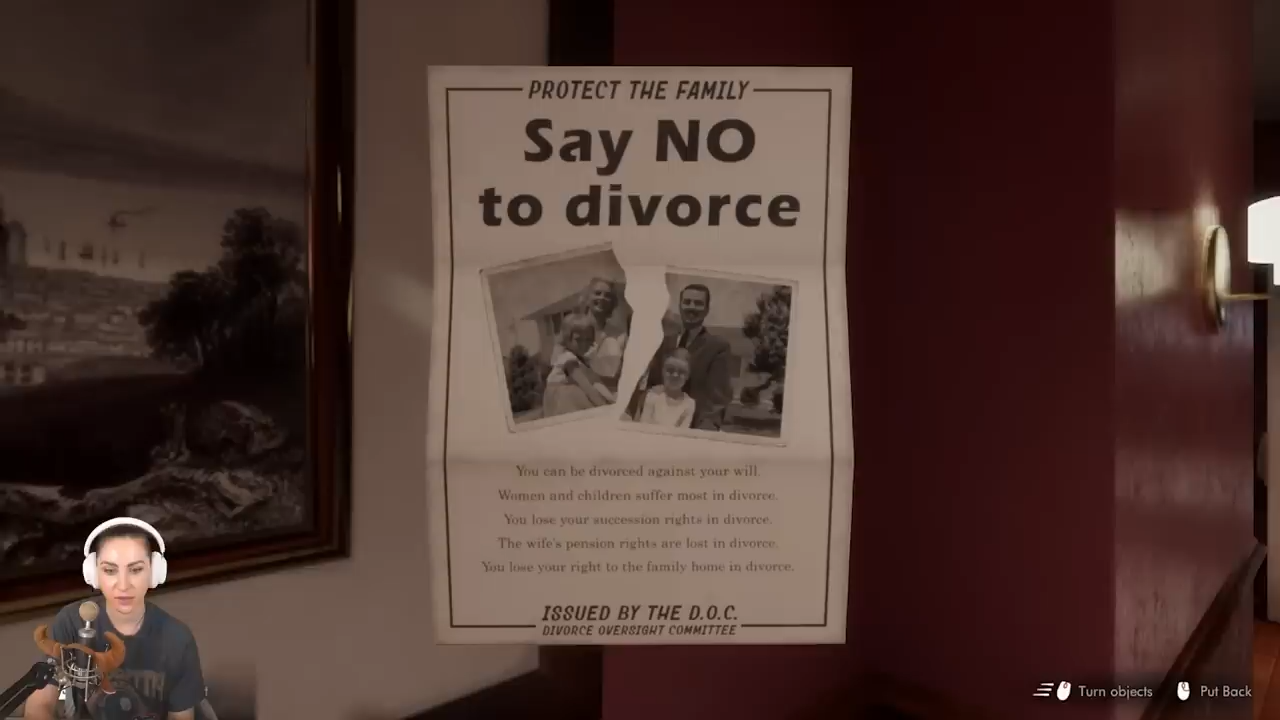 PROTECT THE FAMILY
Say NO
to divorce
You can be divorced against your will.
Women and children suffer most in divorce.
You lose your succession rights in divorce.
The wife's pension rights are lost in divorce.
You lose your right to the family home in divorce.
ISSUED BY THE D.O.C.
DIVORCE OVERSIGHT COMMITTEE
Turn objects
Put Back